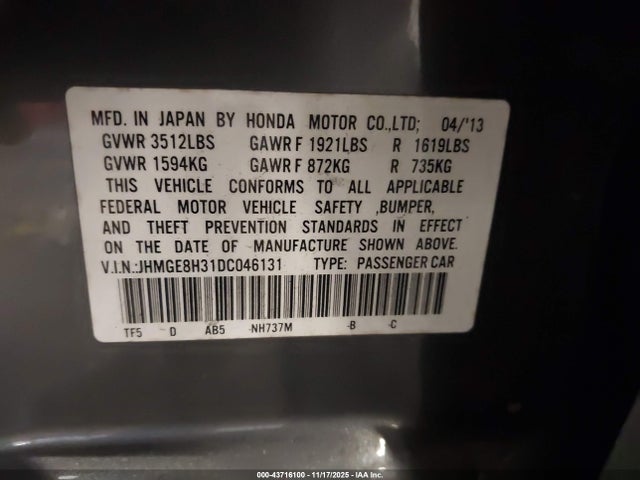 MFD. IN JAPAN BY HONDA MOTOR CO.,LTD; 04/'13
GVWR 3512LBS GAWR F 1921LBS R 1619LBS
GVWR 1594KG GAWR F 872KG R 735KG
THIS VEHICLE CONFORMS TO ALL APPLICABLE
FEDERAL MOTOR VEHICLE SAFETY ,BUMPER,
AND THEFT PREVENTION STANDARDS IN EFFECT
ON THE DATE OF MANUFACTURE SHOWN ABOVE.
V.I.N.:JHMGE8H31DC046131 TYPE: PASSENGER CAR
TF5 D AB5 -NH737M -B -C
000-43716100 - 11/17/2025 - IAA Inc.